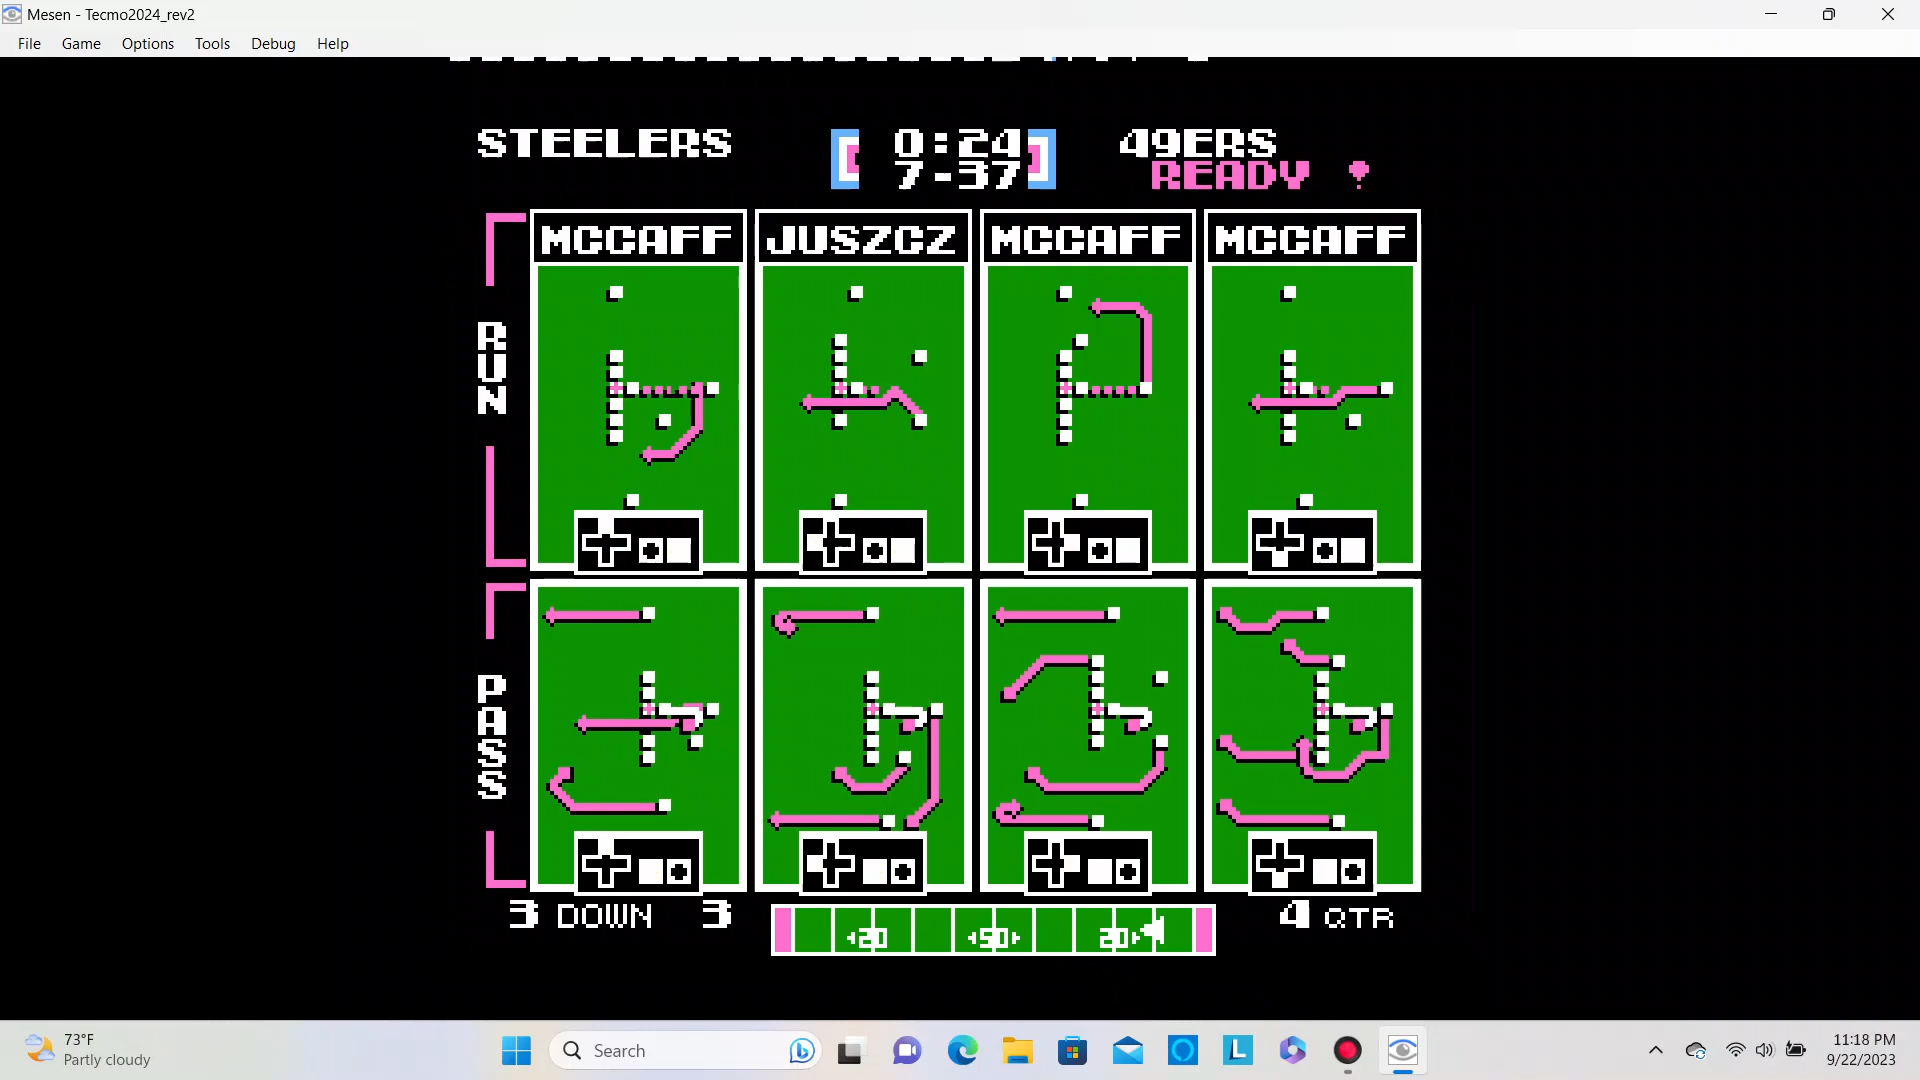 Mesen - Tecmo2024_rev2
File Game Options Tools Debug Help
STEELERS 0:24 49ERS
7-37 READY !
MCCAFF JUSZCZ MCCAFF MCCAFF
RUN
PASS
3 DOWN 3 20 50 20 4 QTR
73°F
Partly cloudy
Search
11:18 PM
9/22/2023